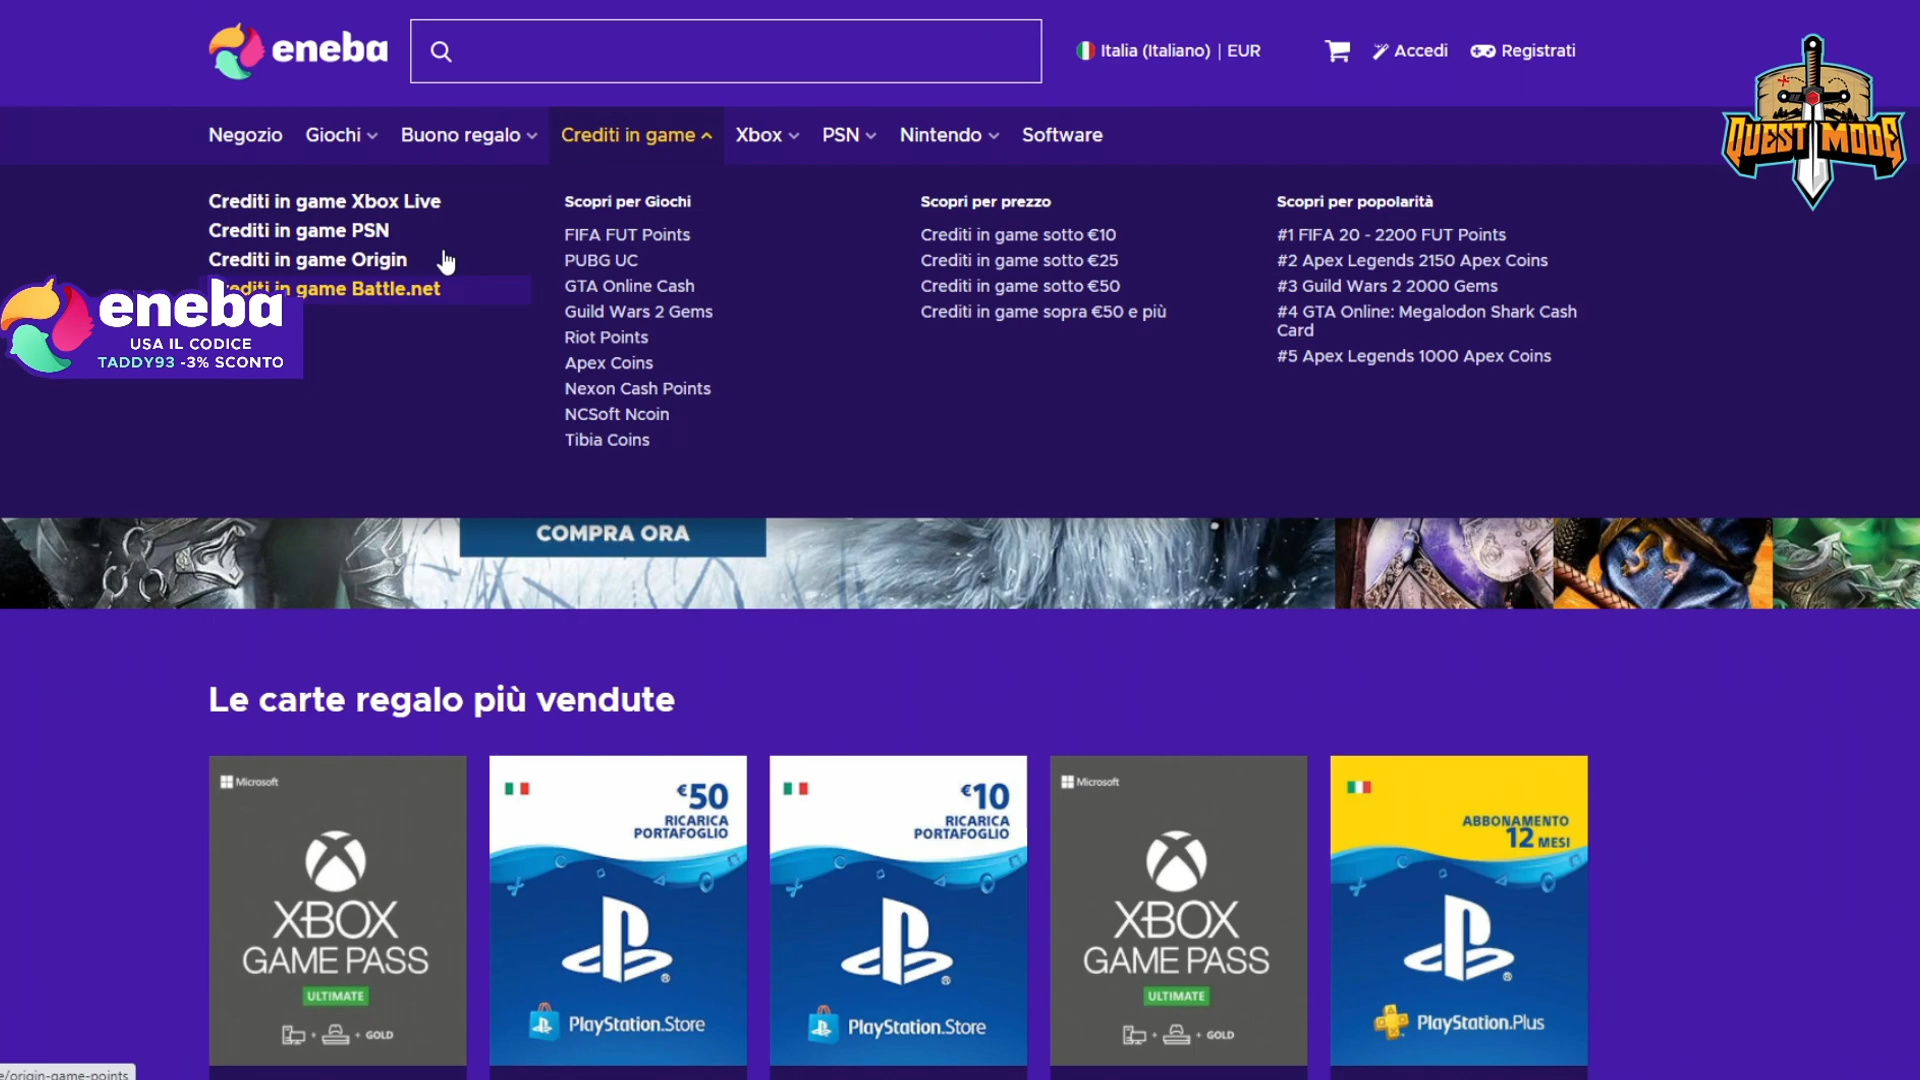 eneba
Italia (Italiano) | EUR
Accedi
Registrati
QUEST MODE
Negozio
Giochi
Buono regalo
Crediti in game
Xbox
PSN
Nintendo
Software
Crediti in game Xbox Live
Crediti in game PSN
Crediti in game Origin
Crediti in game Battle.net
eneba
USA IL CODICE
TADDY93 -3% SCONTO
Scopri per Giochi
FIFA FUT Points
PUBG UC
GTA Online Cash
Guild Wars 2 Gems
Riot Points
Apex Coins
Nexon Cash Points
NCSoft Ncoin
Tibia Coins
Scopri per prezzo
Crediti in game sotto €10
Crediti in game sotto €25
Crediti in game sotto €50
Crediti in game sopra €50 e più
Scopri per popolarità
#1 FIFA 20 - 2200 FUT Points
#2 Apex Legends 2150 Apex Coins
#3 Guild Wars 2 2000 Gems
#4 GTA Online: Megalodon Shark Cash
Card
#5 Apex Legends 1000 Apex Coins
COMPRA ORA
Le carte regalo più vendute
Microsoft
XBOX
GAME PASS
ULTIMATE
+ + GOLD
€50
RICARICA
PORTAFOGLIO
PlayStation.Store
€10
RICARICA
PORTAFOGLIO
PlayStation.Store
Microsoft
XBOX
GAME PASS
ULTIMATE
+ + GOLD
ABBONAMENTO
12 MESI
PlayStation.Plus
e/origin-game-points